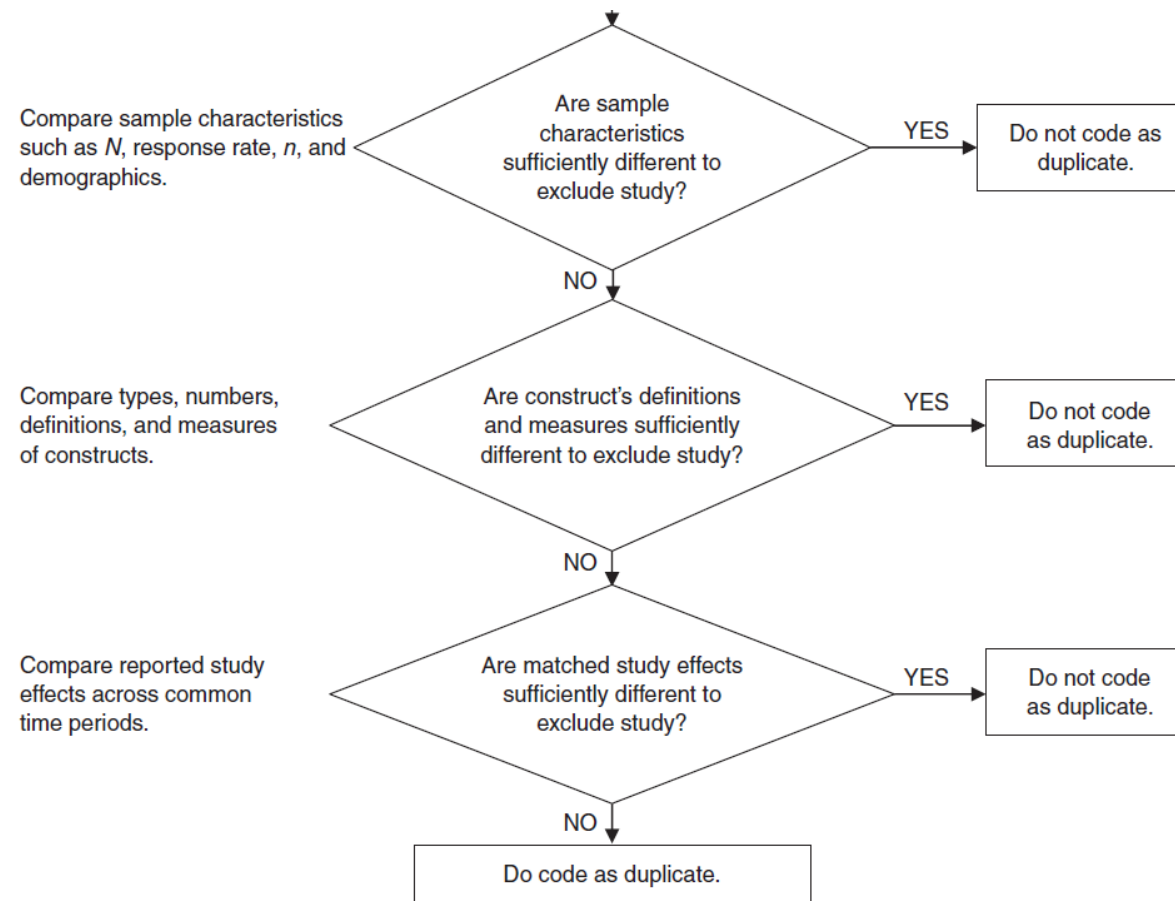 Compare sample characteristics
such as N, response rate, n, and
demographics.
Are sample
characteristics
sufficiently different to
exclude study?
YES
Do not code as
duplicate.
NO
Compare types, numbers,
definitions, and measures
of constructs.
Are construct’s definitions
and measures sufficiently
different to exclude study?
YES
Do not code
as duplicate.
NO
Compare reported study
effects across common
time periods.
Are matched study effects
sufficiently different to
exclude study?
YES
Do not code
as duplicate.
NO
Do code as duplicate.